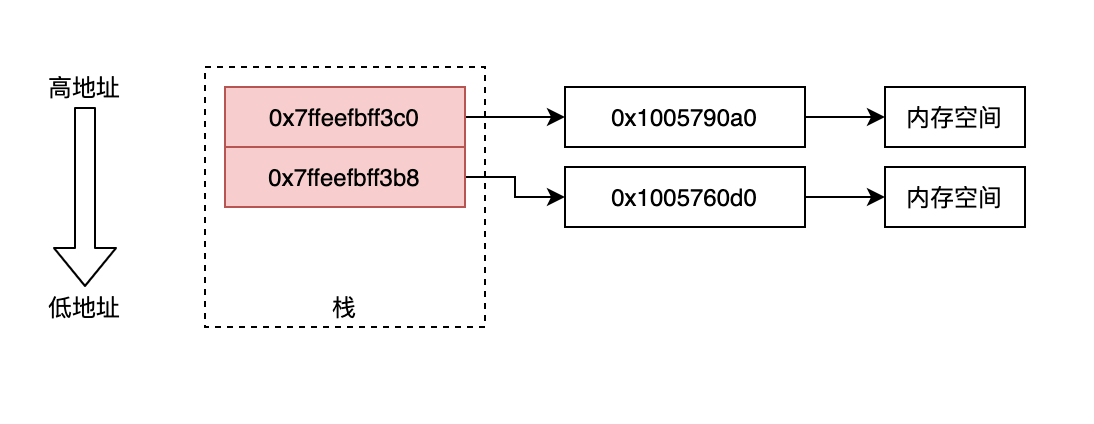 高地址
0x7ffeefbff3c0
0x1005790a0
内存空间
0x7ffeefbff3b8
0x1005760d0
内存空间
低地址
栈